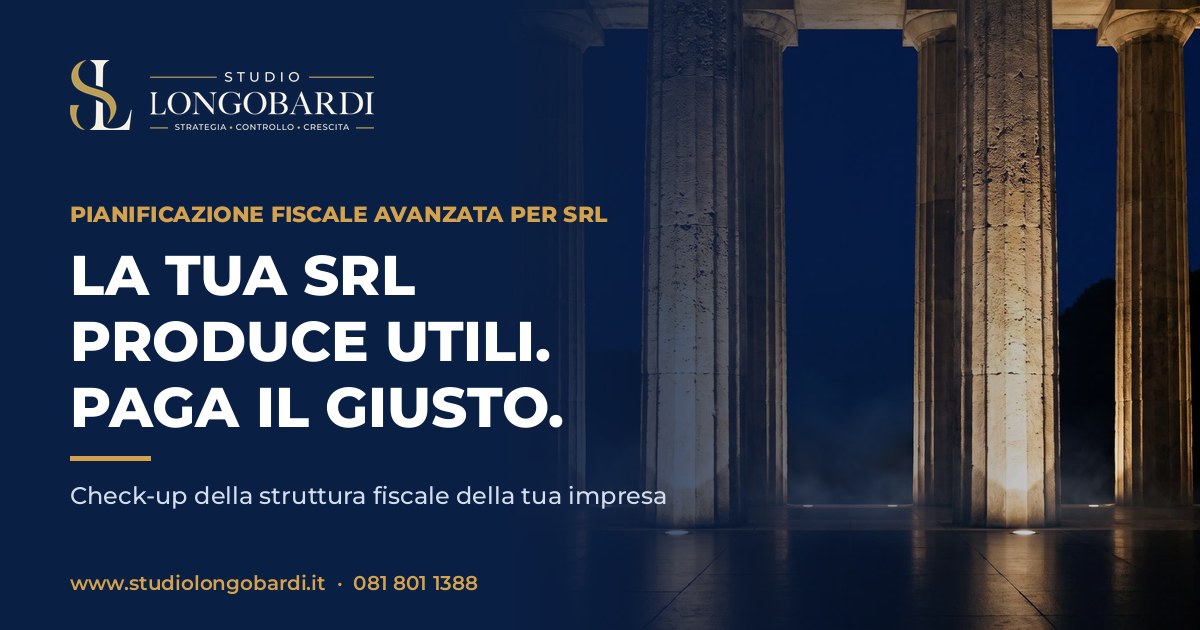 SL
STUDIO
LONGOBARDI
STRATEGIA • CONTROLLO • CRESCITA
PIANIFICAZIONE FISCALE AVANZATA PER SRL
LA TUA SRL
PRODUCE UTILI.
PAGA IL GIUSTO.
Check-up della struttura fiscale della tua impresa
www.studiolongobardi.it · 081 801 1388